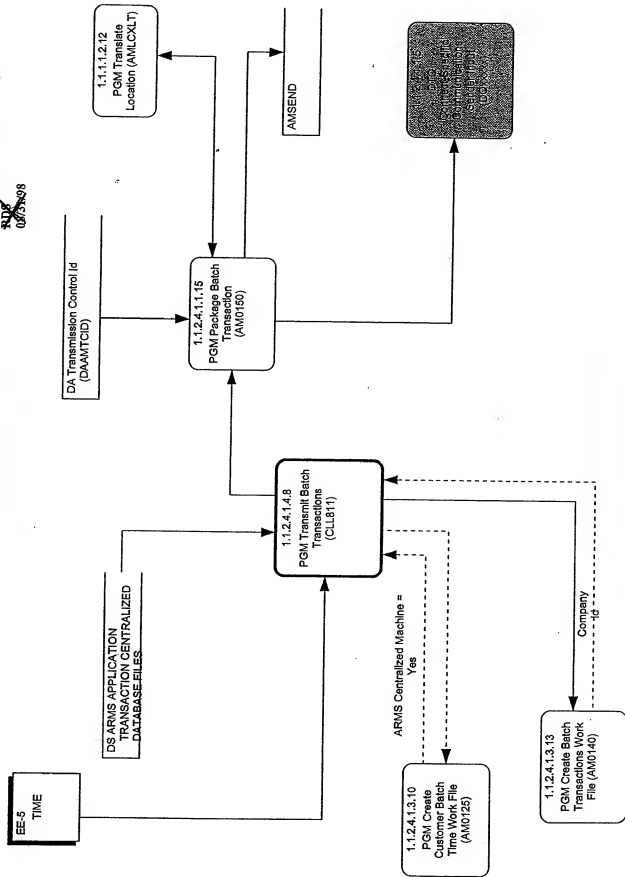 RDS
EE-5
TIME
DS ARMS APPLICATION
TRANSACTION CENTRALIZED
DATABASE FILES
DA Transmission Control Id
(DAAMTCID)
1.1.1.1.2.12
PGM Translate
Location (AMLCXLT)
1.1.2.4.1.1.15
PGM Package Batch
Transaction
(AM0150)
AMSEND
1.1.2.4.1.4.8
PGM Transmit Batch
Transactions
(CLL811)
ARMS Centralized Machine =
Yes
1.1.2.4.1.3.10
PGM Create
Customer Batch
Time Work File
(AM0125)
Company
Id
1.1.2.4.1.3.13
PGM Create Batch
Transactions Work
File (AM0140)
Communications